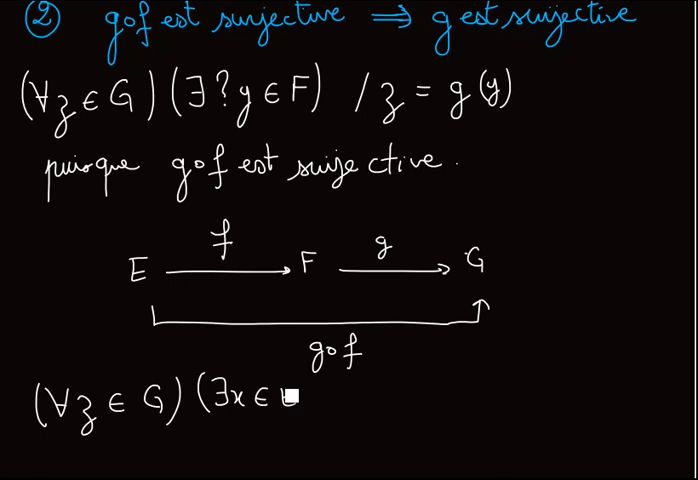 ② gof est surjective ⟹ g est surjective
(∀z ∈ G) (∃ ? y ∈ F) / z = g(y)
puisque gof est surjective.
f g
E F G
gof
(∀z ∈ G) (∃x ∈